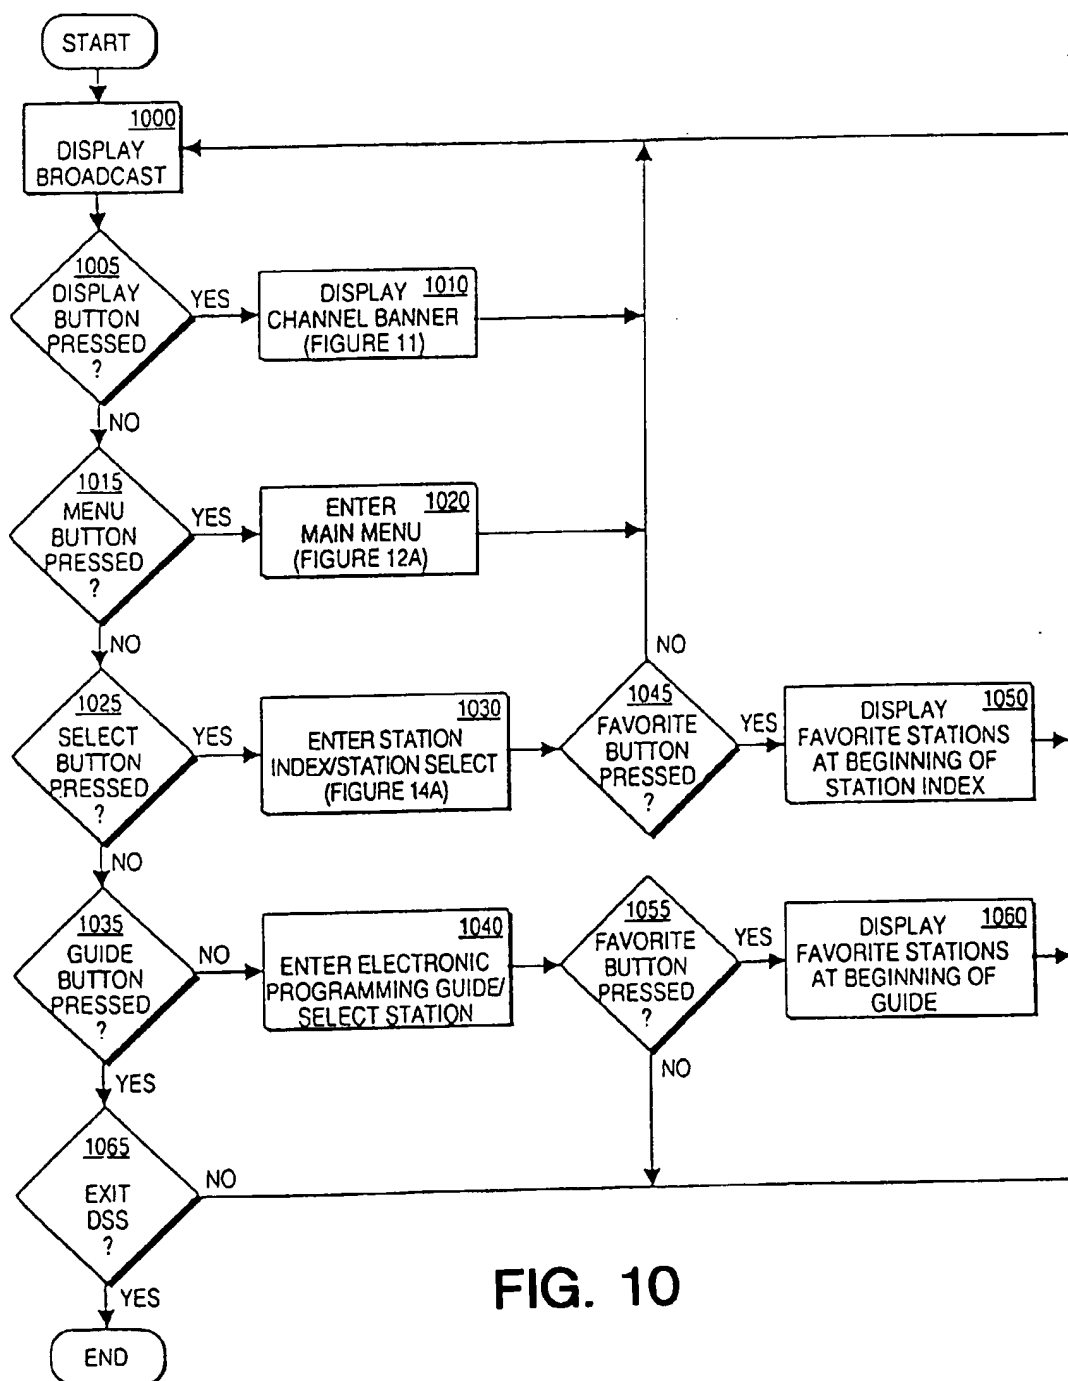 START
1000
DISPLAY
BROADCAST
1005
DISPLAY
BUTTON
PRESSED
?
YES
DISPLAY 1010
CHANNEL BANNER
(FIGURE 11)
NO
1015
MENU
BUTTON
PRESSED
?
YES
ENTER 1020
MAIN MENU
(FIGURE 12A)
NO
1025
SELECT
BUTTON
PRESSED
?
YES
1030
ENTER STATION
INDEX/STATION SELECT
(FIGURE 14A)
NO
1045
FAVORITE
BUTTON
PRESSED
?
YES
DISPLAY 1050
FAVORITE STATIONS
AT BEGINNING OF
STATION INDEX
NO
1035
GUIDE
BUTTON
PRESSED
?
NO
1040
ENTER ELECTRONIC
PROGRAMMING GUIDE/
SELECT STATION
1055
FAVORITE
BUTTON
PRESSED
?
YES
DISPLAY 1060
FAVORITE STATIONS
AT BEGINNING OF
GUIDE
NO
YES
1065
EXIT
DSS
?
NO
YES
END
FIG. 10